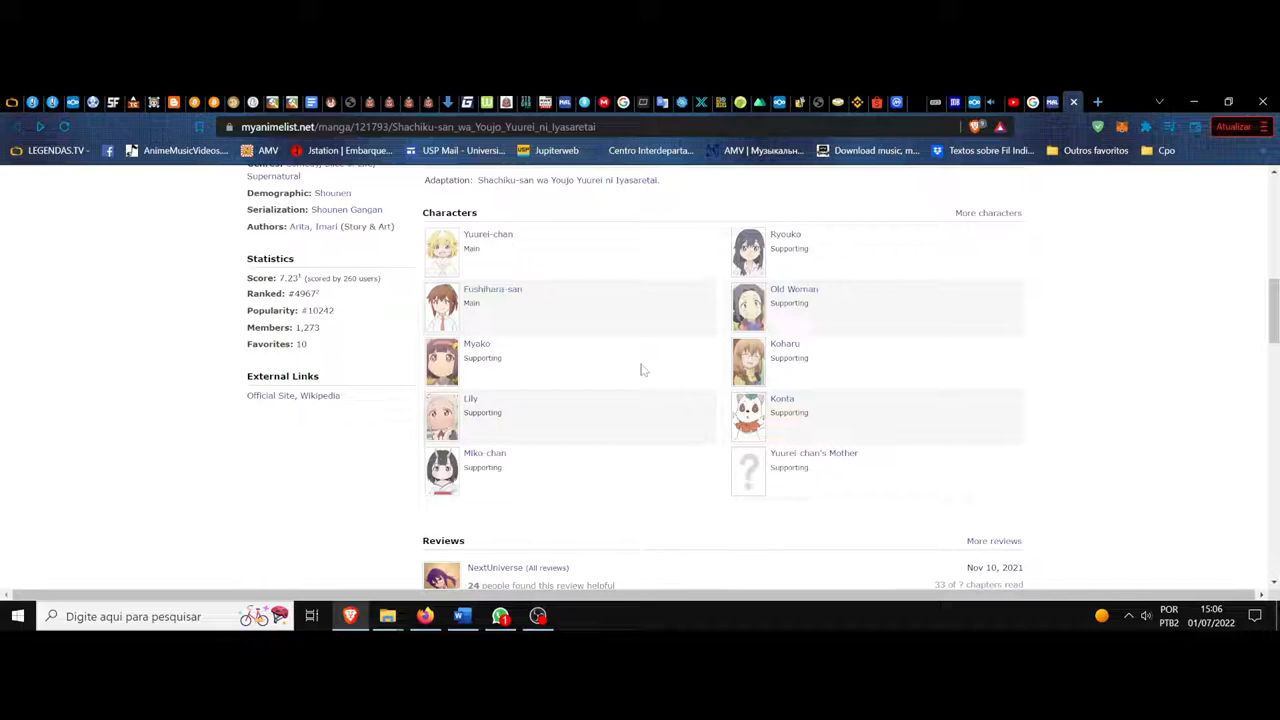 myanimelist.net/manga/121793/Shachiku-san_wa_Youjo_Yuurei_ni_Iyasaretai
Atualizar
LEGENDAS.TV
AnimeMusicVideos...
AMV
Jstation | Embarque...
USP Mail - Universi...
Jupiterweb
Centro Interdeparta...
AMV | Музыкальн...
Download music, m...
Textos sobre Fil Indi...
Outros favoritos
Cpo
Supernatural
Demographic: Shounen
Serialization: Shounen Gangan
Authors: Arita, Imari (Story & Art)
Statistics
Score: 7.23¹ (scored by 260 users)
Ranked: #4967²
Popularity: #10242
Members: 1,273
Favorites: 10
External Links
Official Site, Wikipedia
Adaptation: Shachiku-san wa Youjo Yuurei ni Iyasaretai.
Characters
More characters
Yuurei-chan
Main
Ryouko
Supporting
Fushihara-san
Main
Old Woman
Supporting
Myako
Supporting
Koharu
Supporting
Lily
Supporting
Konta
Supporting
Miko-chan
Supporting
Yuurei-chan's Mother
Supporting
Reviews
More reviews
NextUniverse (All reviews)
Nov 10, 2021
24 people found this review helpful
33 of ? chapters read
Digite aqui para pesquisar
POR
PTB2
15:06
01/07/2022